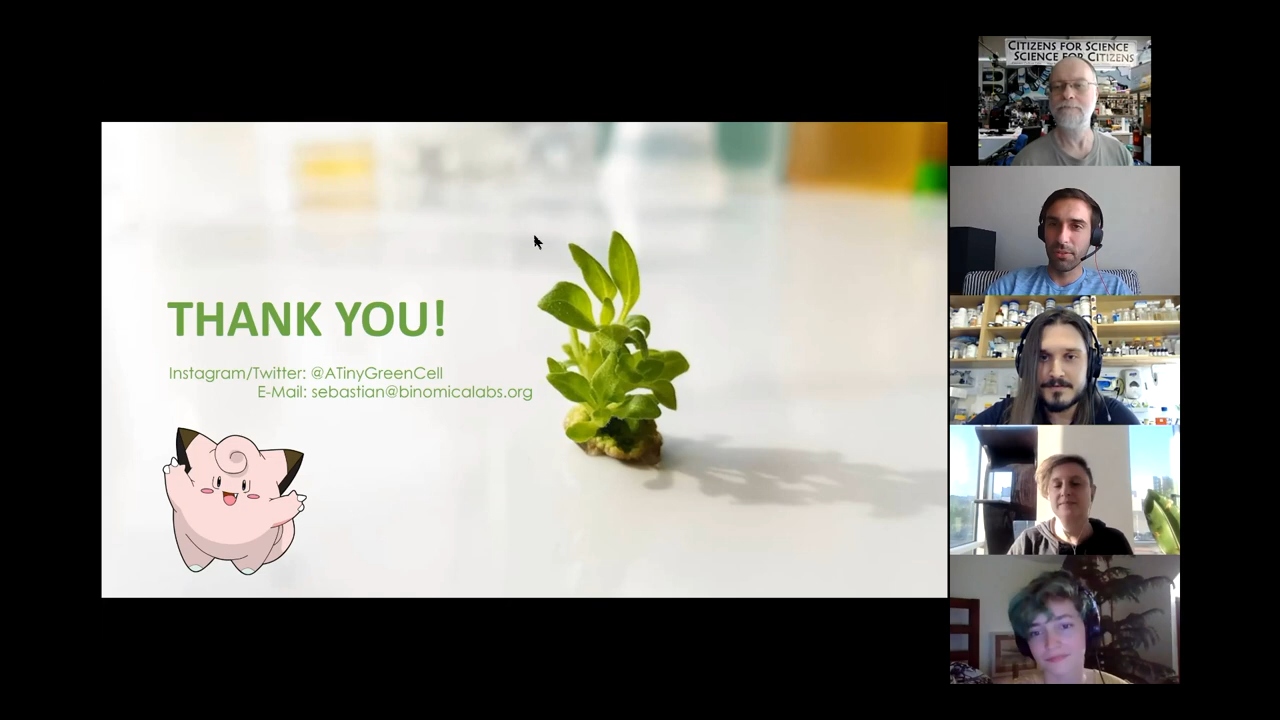 THANK YOU!
Instagram/Twitter: @ATinyGreenCell
E-Mail: sebastian@binomicalabs.org
CITIZENS FOR SCIENCE
SCIENCE FOR CITIZENS